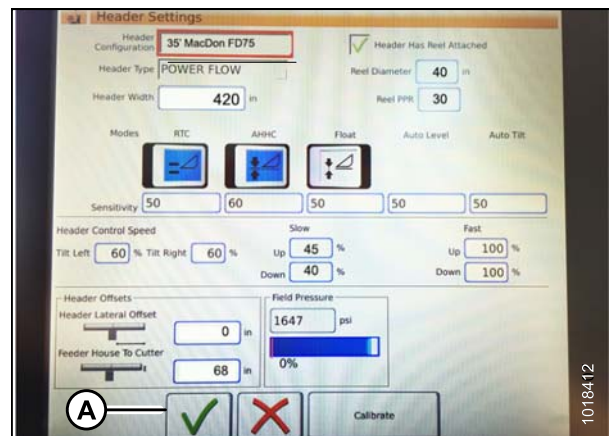 Header Settings
Header Configuration
35' MacDon FD75
Header Has Reel Attached
Header Type
POWER FLOW
Reel Diameter 40 in
Header Width 420 in
Reel PPR 30
Modes RTC AHHC Float Auto Level Auto Tilt
Sensitivity 50 60 50 50 50
Header Control Speed
Slow
Fast
Tilt Left 60 % Tilt Right 60 %
Up 45 %
Up 100 %
Down 40 %
Down 100 %
Header Offsets
Field Pressure
Header Lateral Offset
0 in
1647 psi
Feeder House To Cutter
68 in
0%
A
Calibrate
1018412